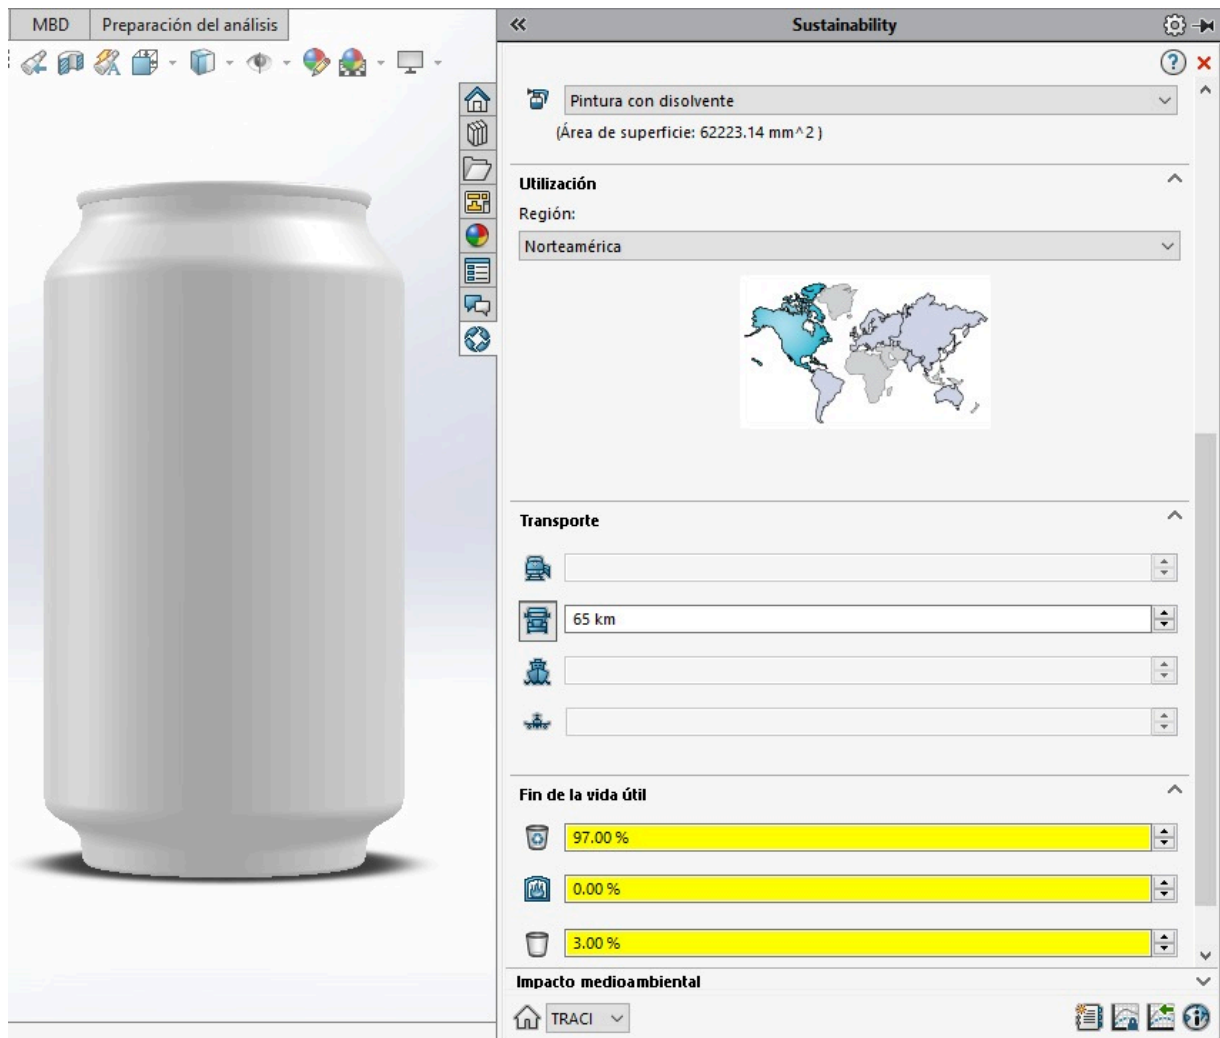 MBD
Preparación del análisis
Sustainability
Pintura con disolvente
(Área de superficie: 62223.14 mm^2 )
Utilización
Región:
Norteamérica
Transporte
65 km
Fin de la vida útil
97.00 %
0.00 %
3.00 %
Impacto medioambiental
TRACI